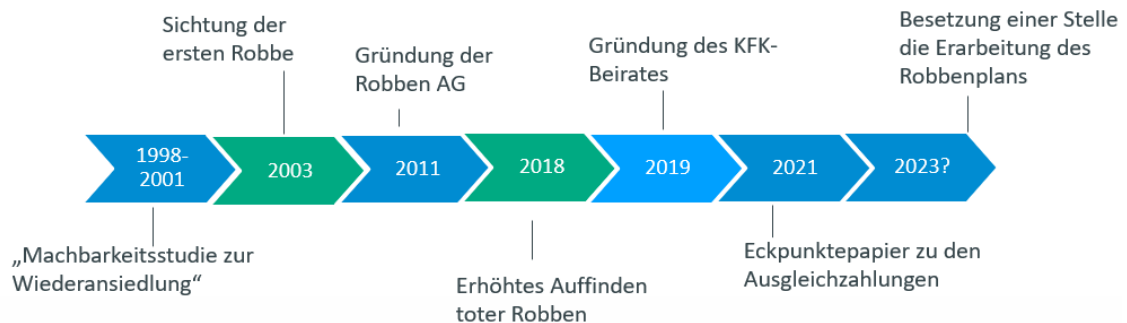 Sichtung der
ersten Robbe
Gründung der
Robben AG
Gründung des KFK-
Beirates
Besetzung einer Stelle
die Erarbeitung des
Robbenplans
1998-
2001
2003
2011
2018
2019
2021
2023?
„Machbarkeitsstudie zur
Wiederansiedlung“
Erhöhtes Auffinden
toter Robben
Eckpunktepapier zu den
Ausgleichzahlungen